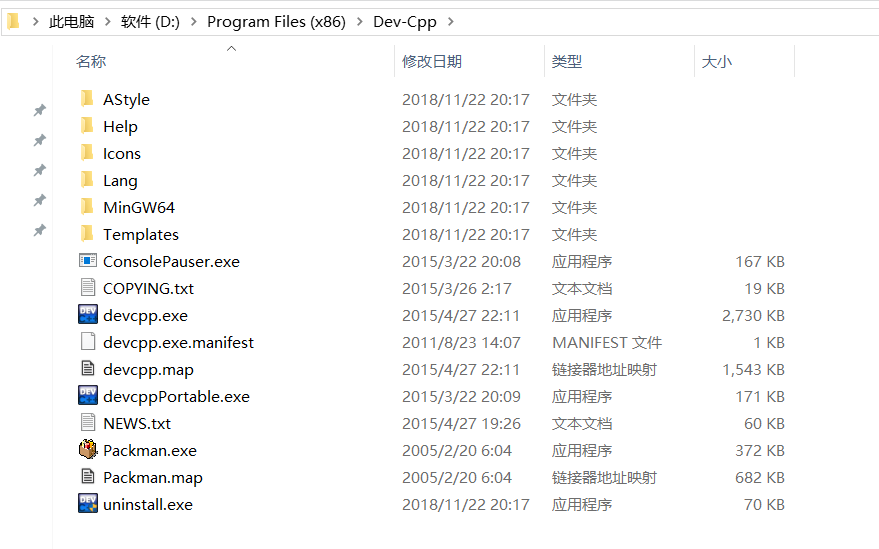 此电脑 > 软件 (D:) > Program Files (x86) > Dev-Cpp >
名称 修改日期 类型 大小
AStyle 2018/11/22 20:17 文件夹
Help 2018/11/22 20:17 文件夹
Icons 2018/11/22 20:17 文件夹
Lang 2018/11/22 20:17 文件夹
MinGW64 2018/11/22 20:17 文件夹
Templates 2018/11/22 20:17 文件夹
ConsolePauser.exe 2015/3/22 20:08 应用程序 167 KB
COPYING.txt 2015/3/26 2:17 文本文档 19 KB
devcpp.exe 2015/4/27 22:11 应用程序 2,730 KB
devcpp.exe.manifest 2011/8/23 14:07 MANIFEST 文件 1 KB
devcpp.map 2015/4/27 22:11 链接器地址映射 1,543 KB
devcppPortable.exe 2015/3/22 20:09 应用程序 171 KB
NEWS.txt 2015/4/27 19:26 文本文档 60 KB
Packman.exe 2005/2/20 6:04 应用程序 372 KB
Packman.map 2005/2/20 6:04 链接器地址映射 682 KB
uninstall.exe 2018/11/22 20:17 应用程序 70 KB